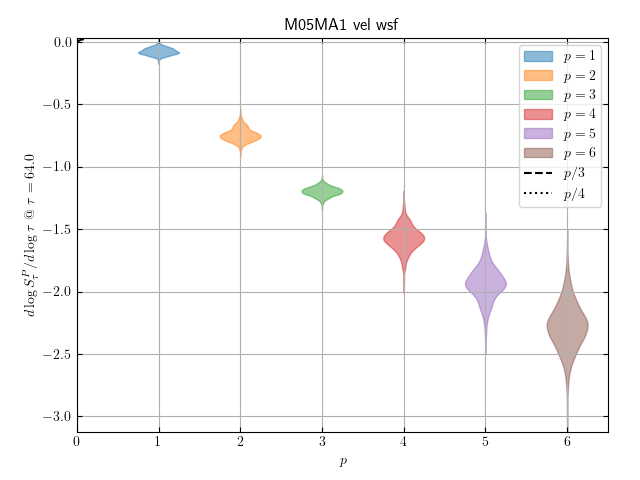 M05MA1 vel wsf
0.0
−0.5
−1.0
−1.5
−2.0
−2.5
−3.0
d log S_τ^P / d log τ @ τ = 64.0
p = 1
p = 2
p = 3
p = 4
p = 5
p = 6
p/3
p/4
0 1 2 3 4 5 6
p